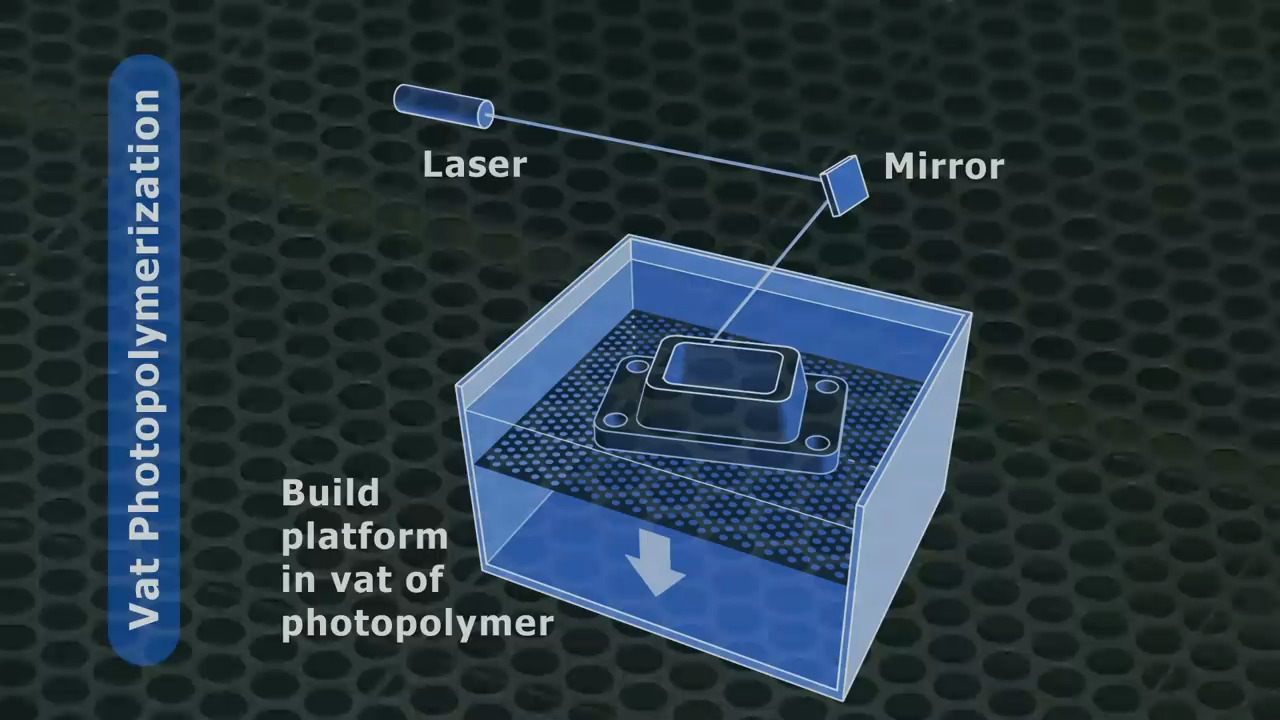 Vat Photopolymerization
Laser
Mirror
Build
platform
in vat of
photopolymer